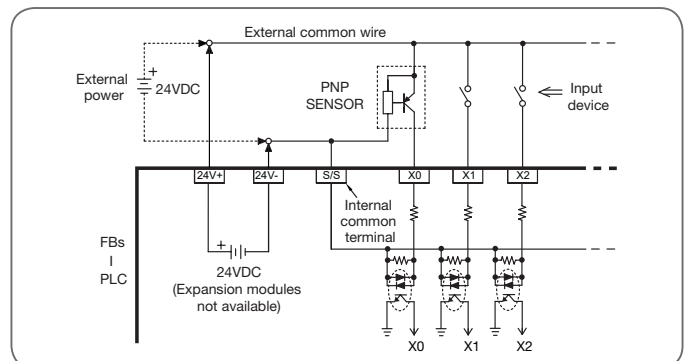 External common wire
External
power
+
24VDC
PNP
SENSOR
Input
device
24V+
24V-
S/S
X0
X1
X2
Internal
common
terminal
FBs
I
PLC
+
24VDC
(Expansion modules
not available)
X0
X1
X2